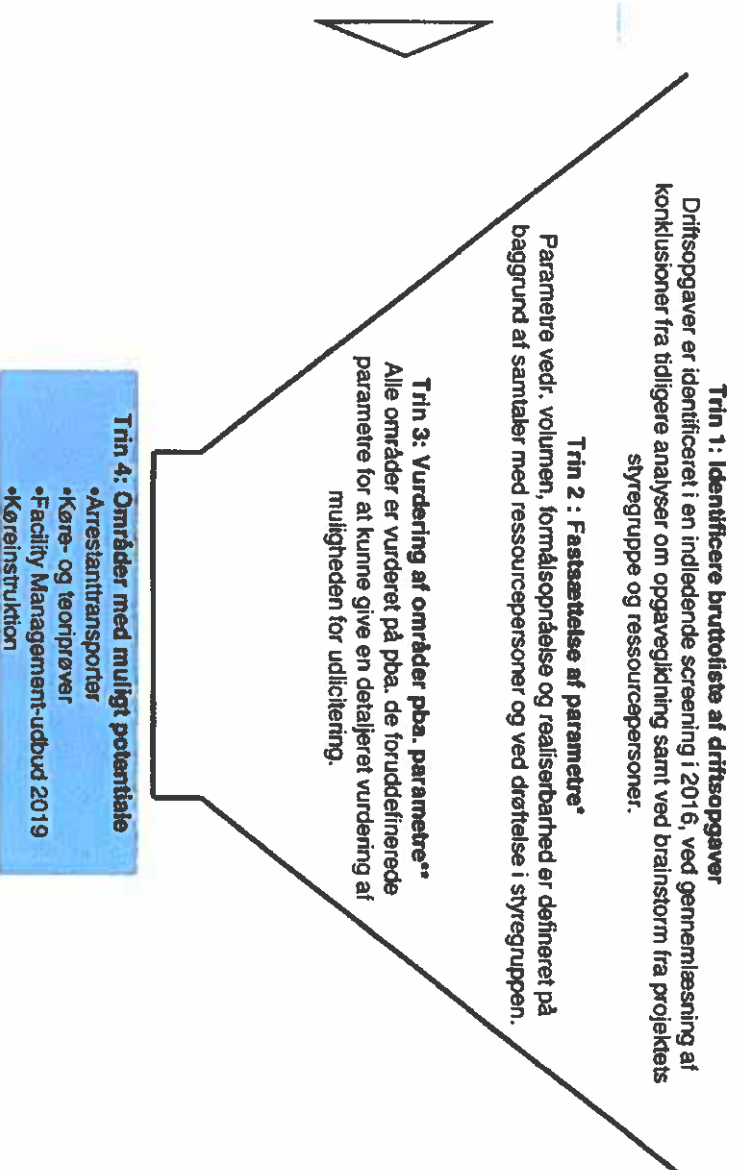 Trin 1: Identificere bruttoliste af driftsopgaver
Driftsopgaver er identificeret i en indledende screening i 2016, ved gennemlæsning af
konklusioner fra tidligere analyser om opgaveglidning samt ved brainstorm fra projektets
styregruppe og ressourcepersoner.
Trin 2 : Fastsættelse af parametre*
Parametre vedr. volumen, formålsopnåelse og realiserbarhed er defineret på
baggrund af samtaler med ressourcepersoner og ved drøftelse i styregruppen.
Trin 3: Vurdering af områder pba. parametre**
Alle områder er vurderet på pba. de foruddefinerede
parametre for at kunne give en detaljeret vurdering af
muligheden for udlicitering.
Trin 4: Områder med muligt potentiale
•Arrestanttransporter
•Køre- og teoriprøver
•Facility Management-udbud 2019
•Køreinstruktion